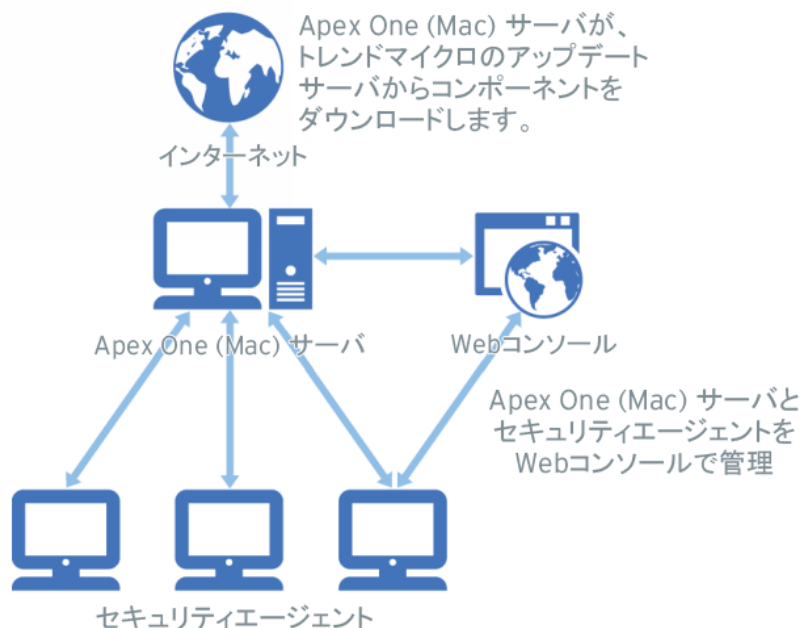 Apex One (Mac) サーバが、
トレンドマイクロのアップデート
サーバからコンポーネントを
ダウンロードします。
インターネット
Apex One (Mac) サーバ
Webコンソール
Apex One (Mac) サーバと
セキュリティエージェントを
Webコンソールで管理
セキュリティエージェント